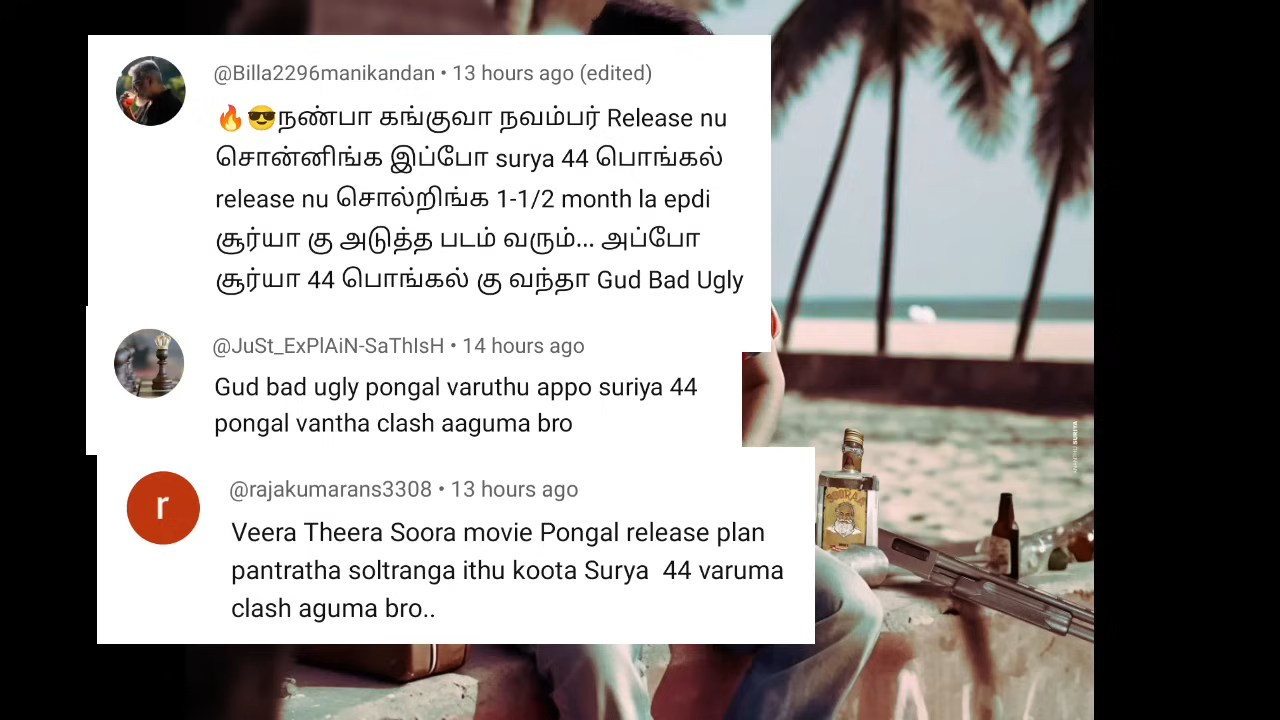 @Billa2296manikandan • 13 hours ago (edited)
🔥😎நண்பா கங்குவா நவம்பர் Release nu
சொன்னிங்க இப்போ surya 44 பொங்கல்
release nu சொல்றிங்க 1-1/2 month la epdi
சூர்யா கு அடுத்த படம் வரும்... அப்போ
சூர்யா 44 பொங்கல் கு வந்தா Gud Bad Ugly
@JuSt_ExPlAiN-SaThIsH • 14 hours ago
Gud bad ugly pongal varuthu appo suriya 44
pongal vantha clash aaguma bro
r
@rajakumarans3308 • 13 hours ago
Veera Theera Soora movie Pongal release plan
pantratha soltranga ithu koota Surya 44 varuma
clash aguma bro..
SOORAA